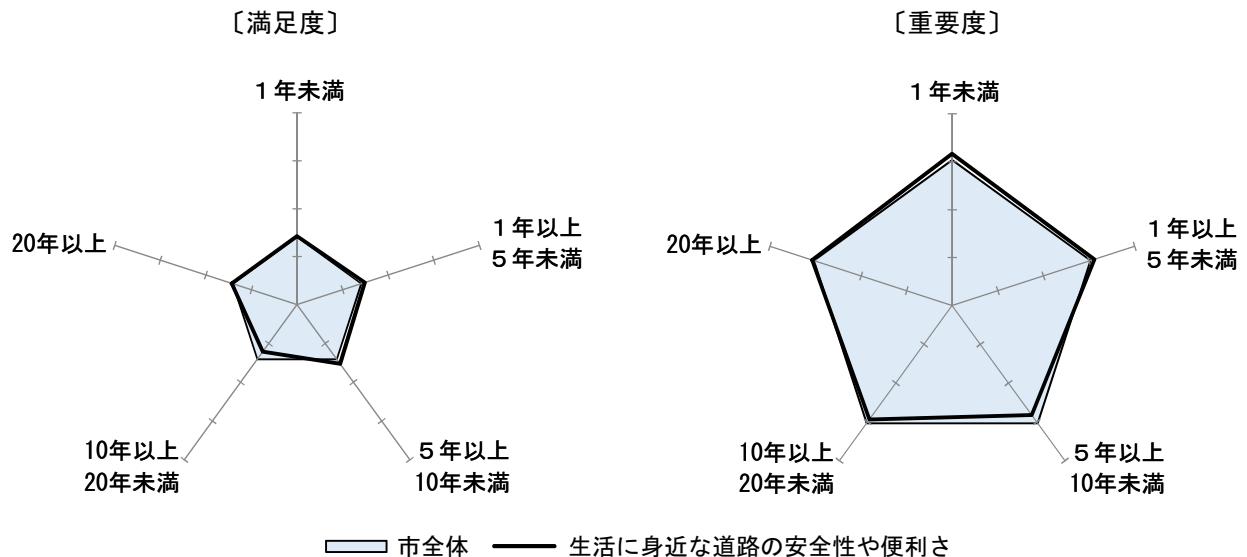 〔満足度〕
１年未満
１年以上
５年未満
５年以上
10年未満
10年以上
20年未満
20年以上
〔重要度〕
１年未満
１年以上
５年未満
５年以上
10年未満
10年以上
20年未満
20年以上
市全体
生活に身近な道路の安全性や便利さ